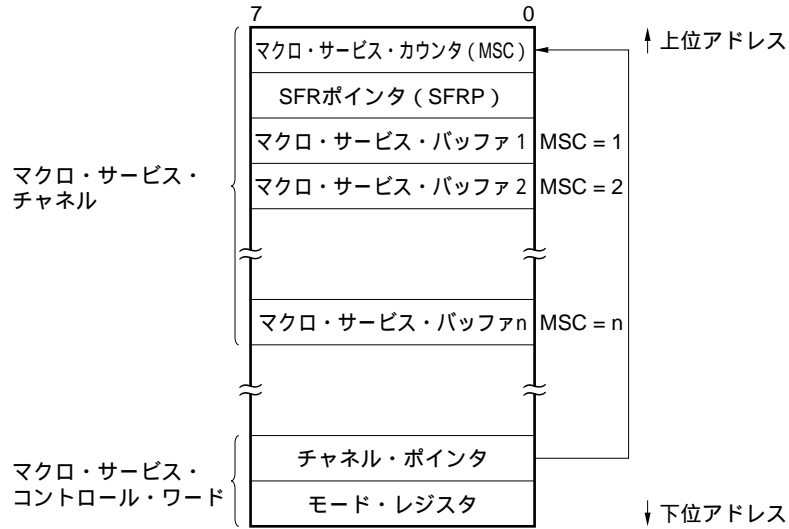 7 0
マクロ・サービス・カウンタ(MSC)
↑ 上位アドレス
SFRポインタ(SFRP)
マクロ・サービス・バッファ1 MSC = 1
マクロ・サービス・
チャネル
マクロ・サービス・バッファ2 MSC = 2
マクロ・サービス・バッファn MSC = n
チャネル・ポインタ
マクロ・サービス・
コントロール・ワード
モード・レジスタ
↓ 下位アドレス